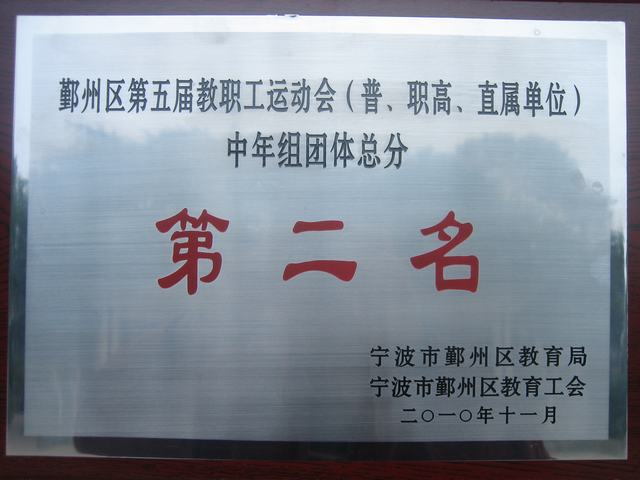 鄞州区第五届教职工运动会（普、职高、直属单位）
中年组团体总分
第二名
宁波市鄞州区教育局
宁波市鄞州区教育工会
二〇一〇年十一月